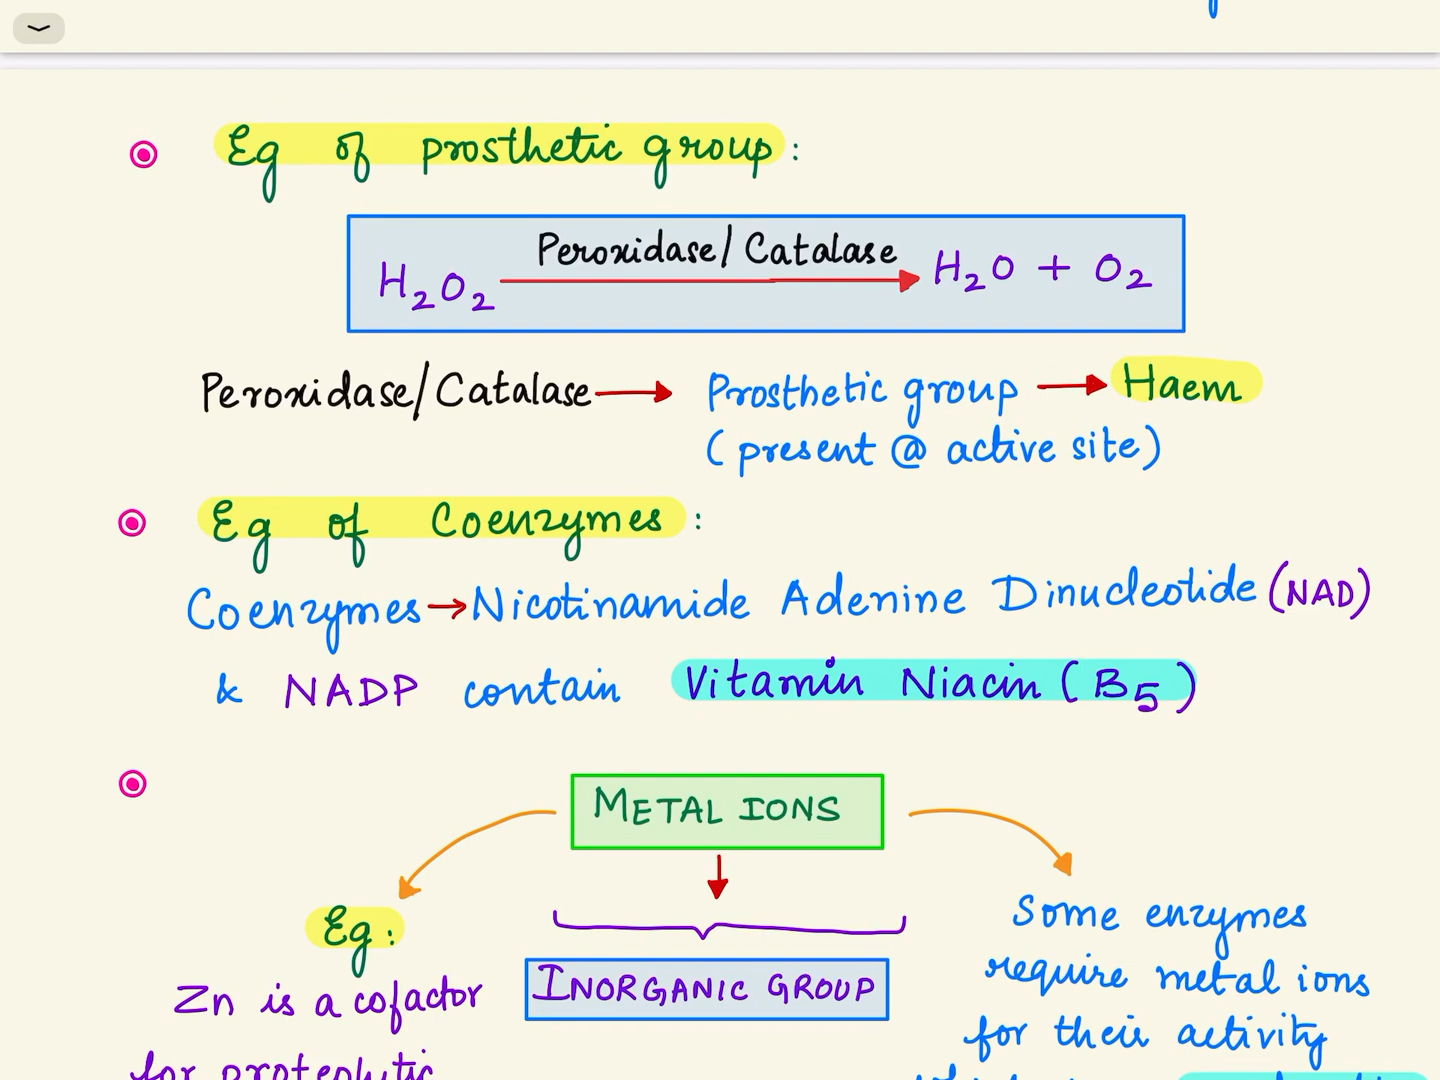 Eg of prosthetic group :
Peroxidase/Catalase
H₂O₂ → H₂O + O₂
Peroxidase/Catalase → Prosthetic group → Haem
(present @ active site)
Eg of Coenzymes :
Coenzymes → Nicotinamide Adenine Dinucleotide (NAD)
& NADP contain Vitamin Niacin (B₅)
METAL IONS
Eg:
Zn is a cofactor
for proteolytic
INORGANIC GROUP
Some enzymes
require metal ions
for their activity